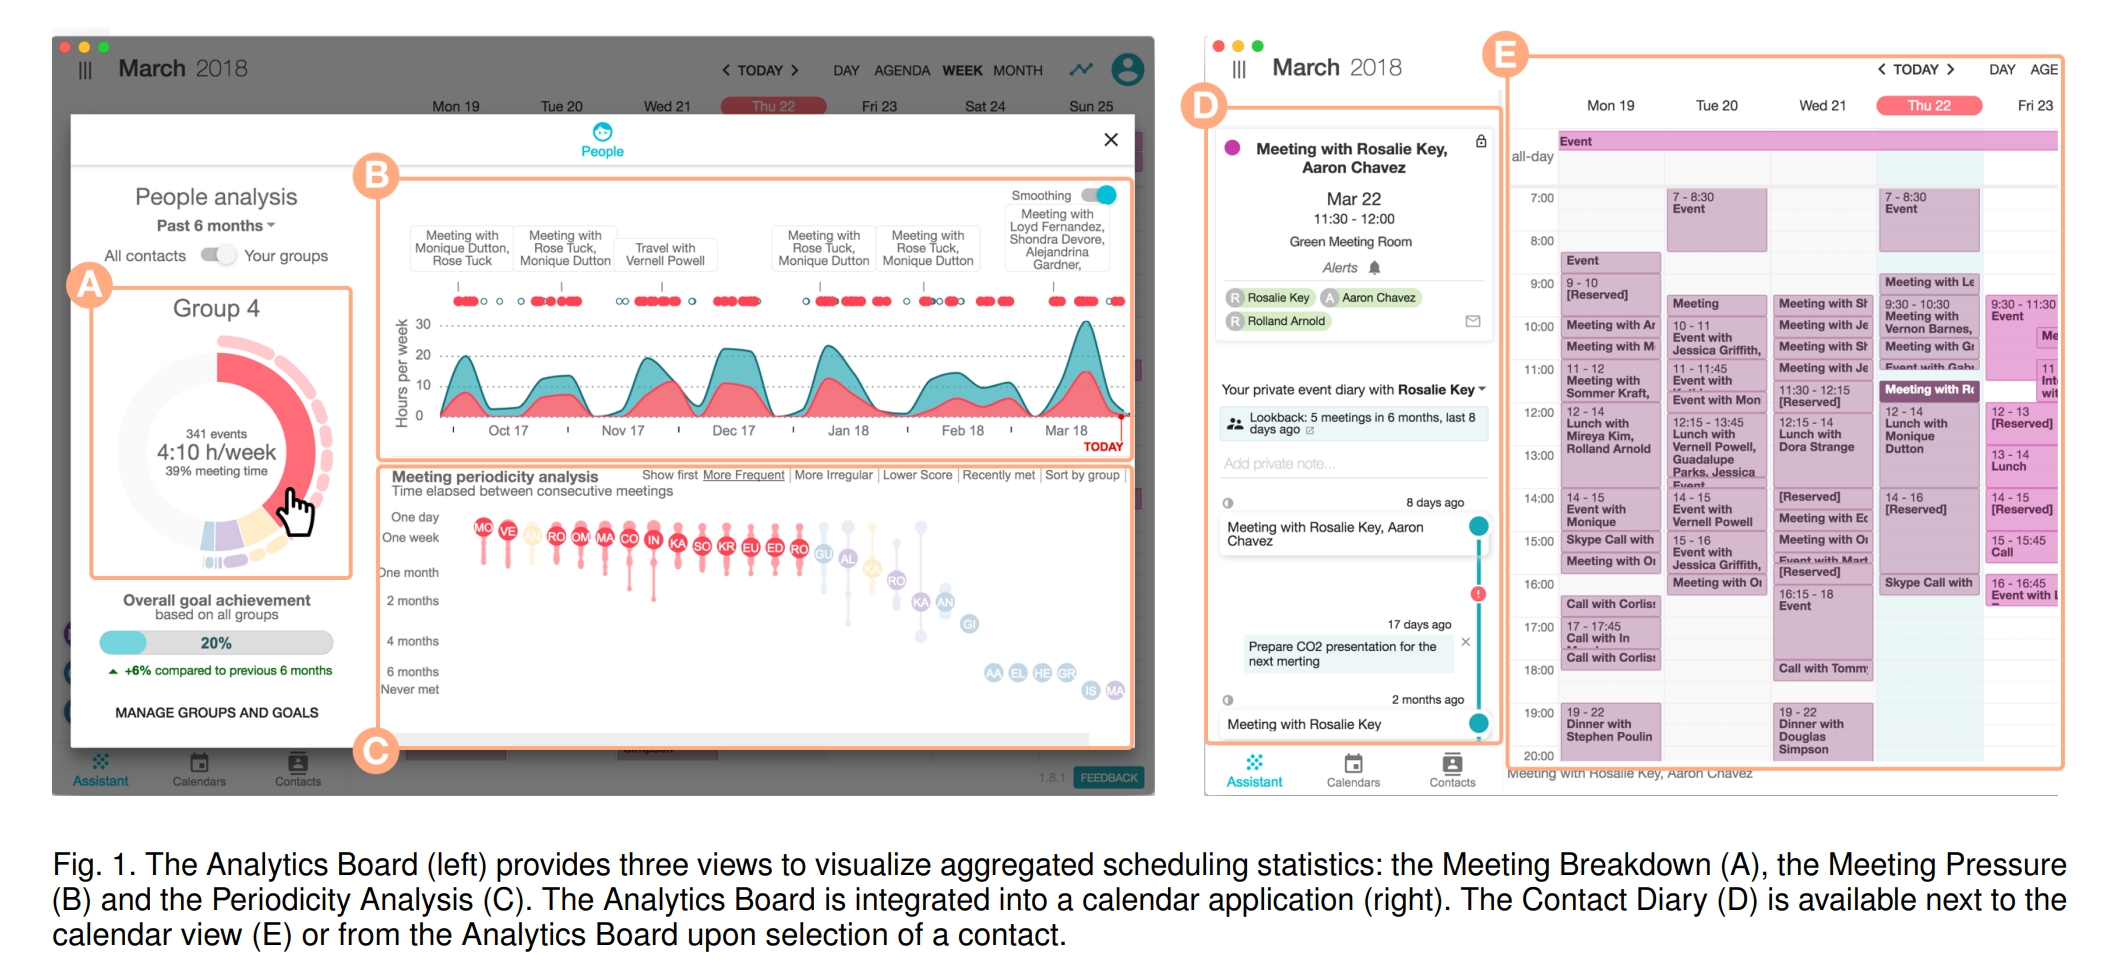 March 2018
< TODAY >
DAY AGENDA WEEK MONTH
Mon 19 Tue 20 Wed 21 Thu 22 Fri 23 Sat 24 Sun 25
People
People analysis
Past 6 months
All contacts Your groups
A
Group 4
341 events
4:10 h/week
39% meeting time
Overall goal achievement
based on all groups
20%
+6% compared to previous 6 months
MANAGE GROUPS AND GOALS
B
Smoothing
Meeting with
Monique Dutton,
Rose Tuck
Meeting with
Rose Tuck,
Monique Dutton
Travel with
Vernell Powell
Meeting with
Rose Tuck,
Monique Dutton
Meeting with
Rose Tuck,
Monique Dutton
Meeting with
Loyd Fernandez,
Shondra Devore,
Alejandrina
Gardner,
Hours per week
30
20
10
0
Oct 17 Nov 17 Dec 17 Jan 18 Feb 18 Mar 18
TODAY
C
Meeting periodicity analysis
Show first More Frequent More Irregular Lower Score Recently met Sort by group
Time elapsed between consecutive meetings
One day
One week
One month
2 months
4 months
6 months
Never met
MO VE AN RO OM MA CO IN KA SO KR EU ED RO GU AL KA RO KA AN GI
AA EL HE GR
IS MA
Simpson
Assistant Calendars Contacts
1.8.1 FEEDBACK
March 2018
D
Meeting with Rosalie Key,
Aaron Chavez
Mar 22
11:30 - 12:00
Green Meeting Room
Alerts
R Rosalie Key A Aaron Chavez
R Rolland Arnold
Your private event diary with Rosalie Key
Lookback: 5 meetings in 6 months, last 8
days ago
Add private note...
8 days ago
Meeting with Rosalie Key, Aaron
Chavez
!
17 days ago
Prepare CO2 presentation for the
next merting
2 months ago
Meeting with Rosalie Key
Assistant Calendars Contacts
E
< TODAY > DAY AGE
Mon 19 Tue 20 Wed 21 Thu 22 Fri 23
Event
all-day
7:00
8:00
9:00
10:00
11:00
12:00
13:00
14:00
15:00
16:00
17:00
18:00
19:00
20:00
Event
9 - 10
[Reserved]
Meeting with Ar
Meeting with M
11 - 12
Meeting with
Sommer Kraft,
12 - 14
Lunch with
Mireya Kim,
Rolland Arnold
14 - 15
Event with
Monique
Skype Call with
Meeting with Or
Call with Corliss
17 - 17:45
Call with In
Call with Corliss
19 - 22
Dinner with
Stephen Poulin
7 - 8:30
Event
Meeting
10 - 11
Event with
Jessica Griffith,
11 - 11:45
Event with
Event with Mon
12:15 - 13:45
Lunch with
Vernell Powell,
Guadalupe
Parks, Jessica
Event
14 - 15
Event with
Vernell Powell
15 - 16
Event with
Jessica Griffith,
Meeting with Or
Meeting with Sh
Meeting with Je
Meeting with Sh
Meeting with Je
11:30 - 12:15
[Reserved]
12:15 - 14
Lunch with
Dora Strange
[Reserved]
Meeting with Ed
Meeting with Or
Event with Mart
[Reserved]
16:15 - 18
Event
Call with Tommy
19 - 22
Dinner with
Douglas
Simpson
7 - 8:30
Event
Meeting with Le
9:30 - 10:30
Meeting with
Vernon Barnes,
Meeting with Gr
Event with Gaby
Meeting with Ro
12 - 14
Lunch with
Monique
Dutton
14 - 16
[Reserved]
Skype Call with
9:30 - 11:30
Event
Me
11
Int
wit
12 - 13
[Reserved]
13 - 14
Lunch
14 - 15
[Reserved]
15 - 15:45
Call
16 - 16:45
Event with L
Meeting with Rosalie Key, Aaron Chavez
Fig. 1. The Analytics Board (left) provides three views to visualize aggregated scheduling statistics: the Meeting Breakdown (A), the Meeting Pressure
(B) and the Periodicity Analysis (C). The Analytics Board is integrated into a calendar application (right). The Contact Diary (D) is available next to the
calendar view (E) or from the Analytics Board upon selection of a contact.